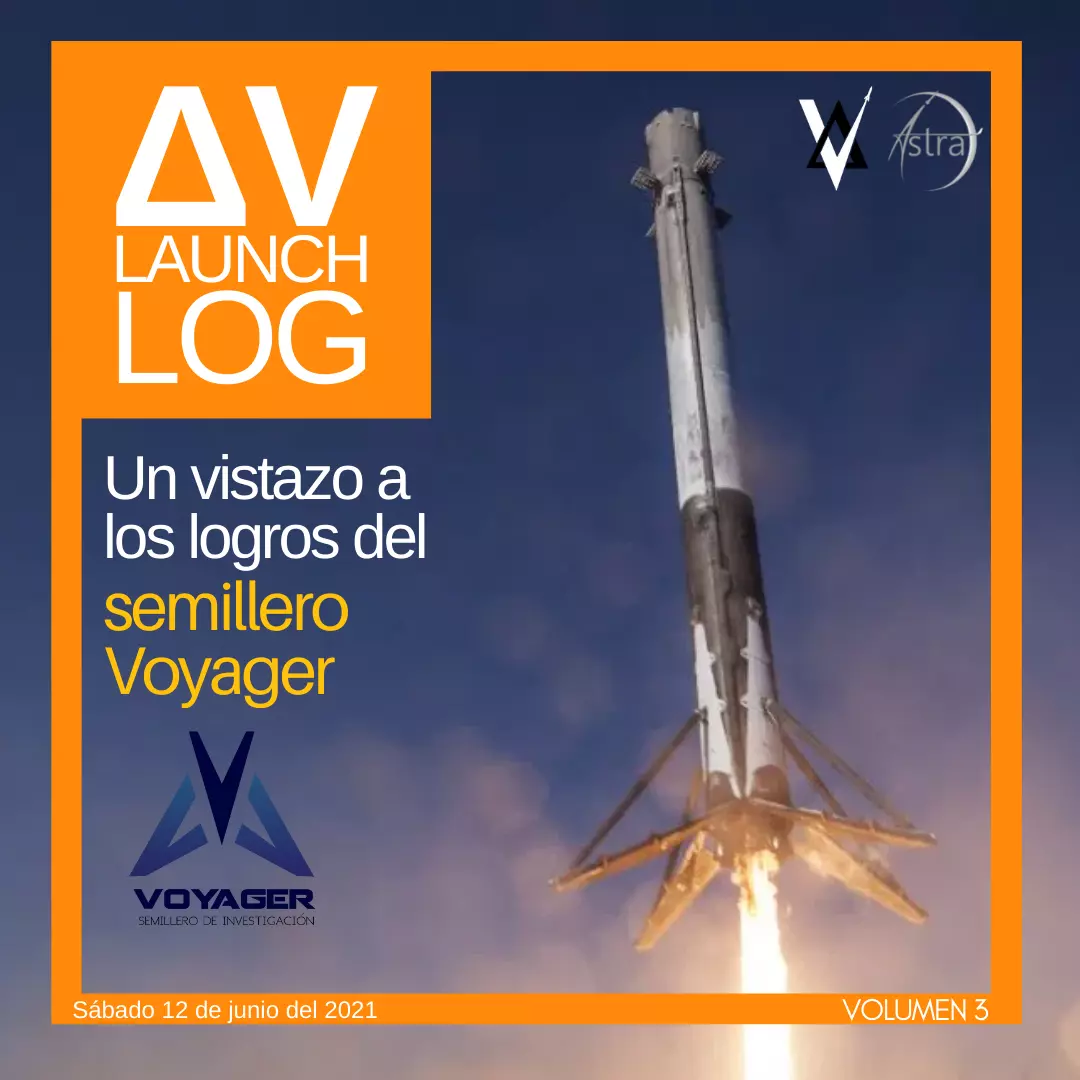 ΔV
LAUNCH
LOG
Astra
Un vistazo a
los logros del
semillero
Voyager
VOYAGER
SEMILLERO DE INVESTIGACIÓN
Sábado 12 de junio del 2021
VOLUMEN 3